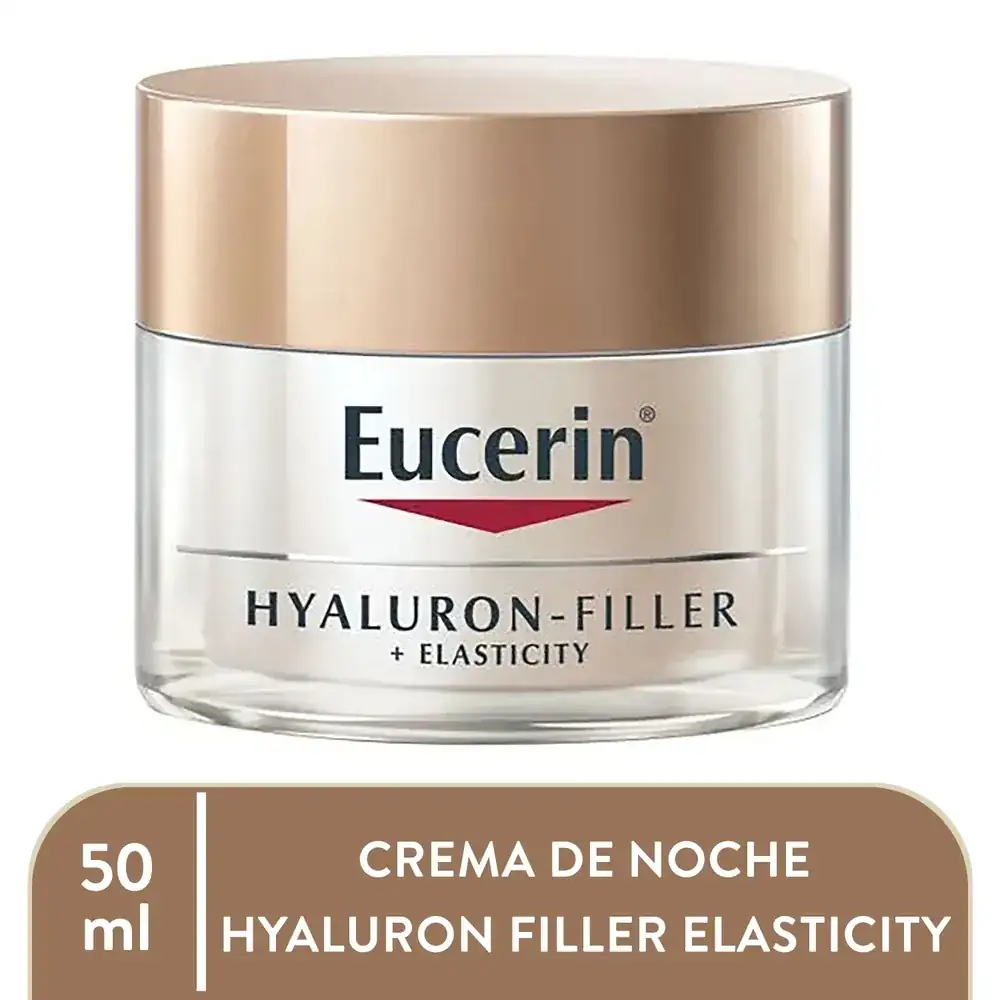 Eucerin®
HYALURON-FILLER
+ ELASTICITY
50
ml
CREMA DE NOCHE
HYALURON FILLER ELASTICITY